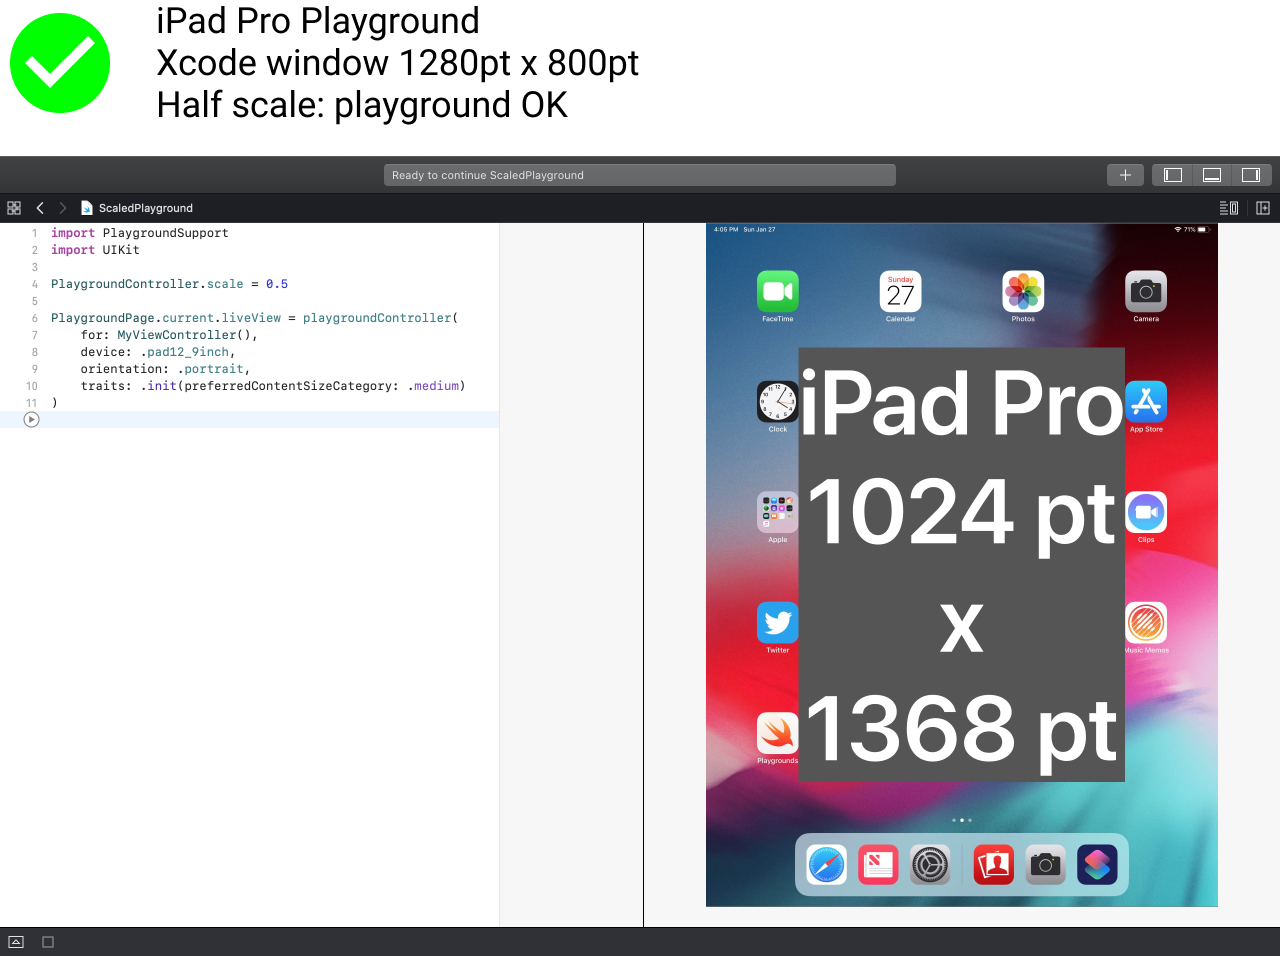 iPad Pro Playground
Xcode window 1280pt x 800pt
Half scale: playground OK
Ready to continue ScaledPlayground
ScaledPlayground
1 import PlaygroundSupport
2 import UIKit
3
4 PlaygroundController.scale = 0.5
5
6 PlaygroundPage.current.liveView = playgroundController(
7     for: MyViewController(),
8     device: .pad12_9inch,
9     orientation: .portrait,
10     traits: .init(preferredContentSizeCategory: .medium)
11 )
4:05 PM Sun Jan 27
71%
Sunday
27
FaceTime
Calendar
Photos
Camera
iPad Pro
1024 pt
x
1368 pt
Clock
App Store
Apple
Clips
Twitter
Music Memos
Playgrounds